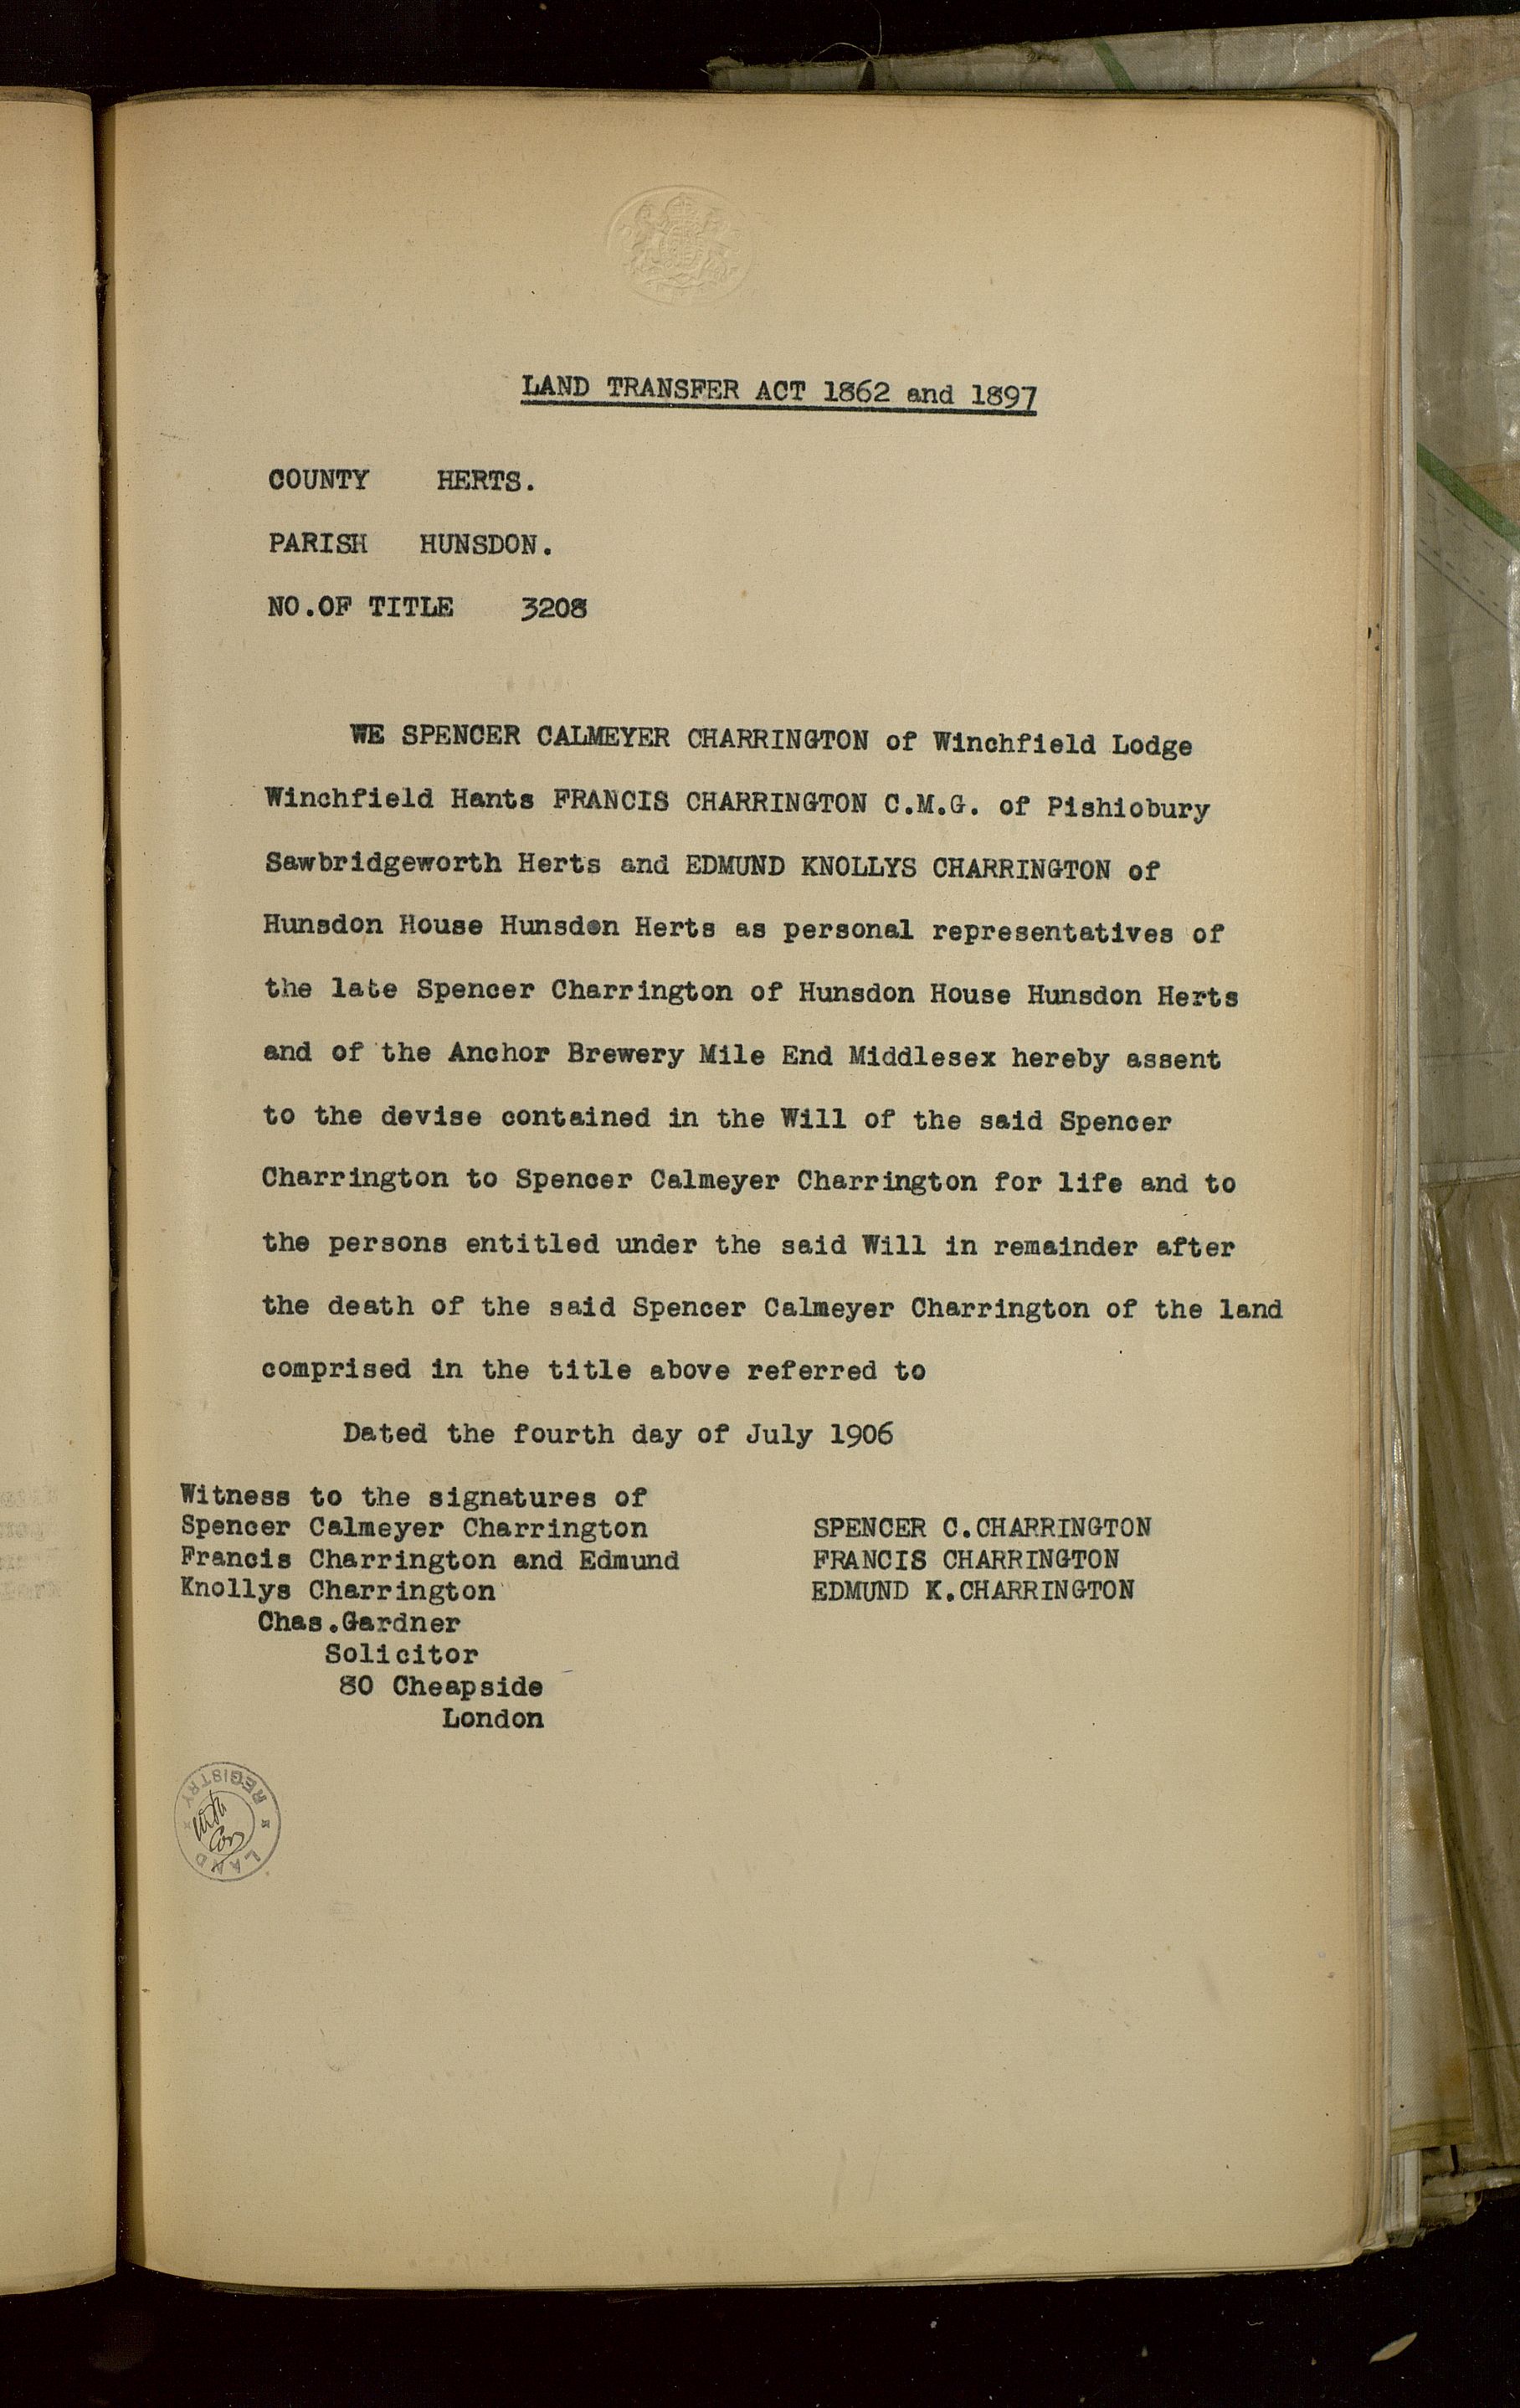 LAND TRANSFER ACT 1862 and 1897
COUNTY HERTS.
PARISH HUNSDON.
NO.OF TITLE 3208
WE SPENCER CALMEYER CHARRINGTON of Winchfield Lodge
Winchfield Hants FRANCIS CHARRINGTON C.M.G. of Pishiobury
Sawbridgeworth Herts and EDMUND KNOLLYS CHARRINGTON of
Hunsdon House Hunsdon Herts as personal representatives of
the late Spencer Charrington of Hunsdon House Hunsdon Herts
and of the Anchor Brewery Mile End Middlesex hereby assent
to the devise contained in the Will of the said Spencer
Charrington to Spencer Calmeyer Charrington for life and to
the persons entitled under the said Will in remainder after
the death of the said Spencer Calmeyer Charrington of the land
comprised in the title above referred to
Dated the fourth day of July 1906
Witness to the signatures of
Spencer Calmeyer Charrington SPENCER C.CHARRINGTON
Francis Charrington and Edmund FRANCIS CHARRINGTON
Knollys Charrington EDMUND K.CHARRINGTON
Chas.Gardner
Solicitor
80 Cheapside
London
LAND REGISTRY